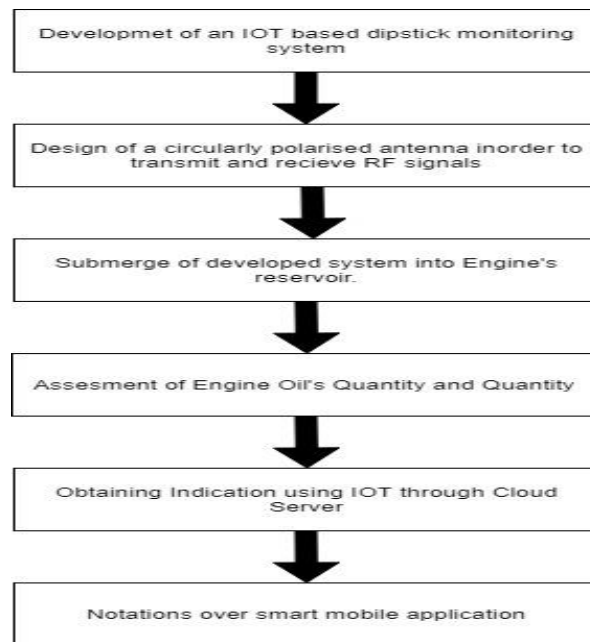 Developmet of an IOT based dipstick monitoring
system
Design of a circularly polarised antenna inorder to
transmit and recieve RF signals
Submerge of developed system into Engine's
reservoir.
Assesment of Engine Oil's Quantity and Quantity
Obtaining Indication using IOT through Cloud
Server
Notations over smart mobile application